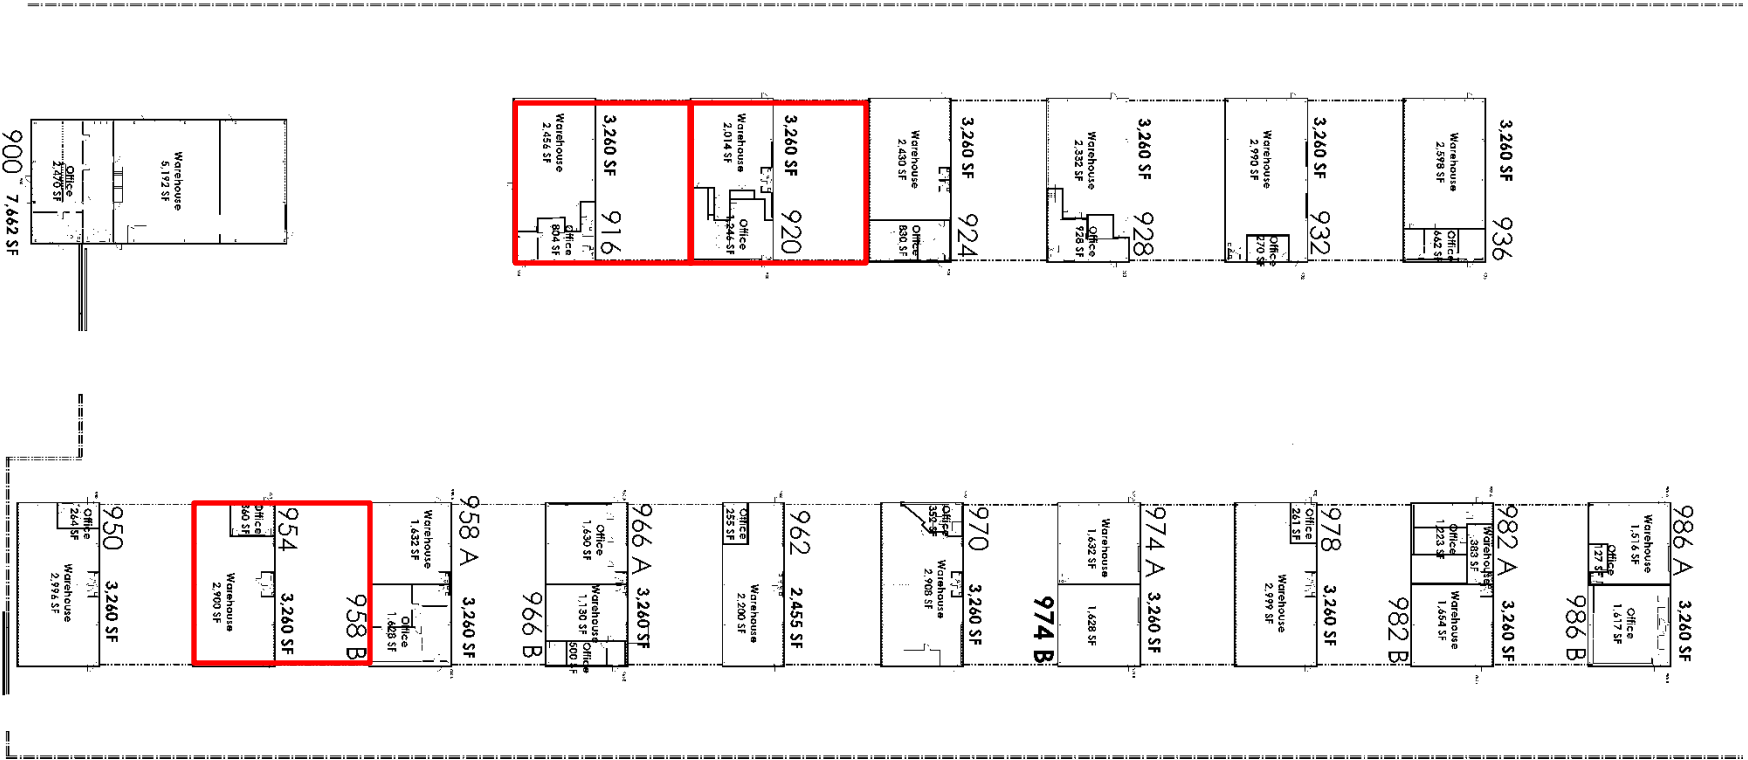 900
7,662 SF
Office
2,470 SF
Warehouse
5,192 SF
Warehouse
2,456 SF
3,260 SF
916
Office
804 SF
Warehouse
2,014 SF
3,260 SF
920
Office
1,246 SF
Warehouse
2,430 SF
3,260 SF
924
Office
830 SF
Warehouse
2,332 SF
3,260 SF
928
Office
928 SF
Warehouse
2,990 SF
3,260 SF
932
Office
270 SF
Warehouse
2,598 SF
3,260 SF
936
Office
662 SF
950
Office
264 SF
Warehouse
2,996 SF
3,260 SF
954
Office
360 SF
Warehouse
2,900 SF
3,260 SF
958 A
Warehouse
1,632 SF
958 B
Office
1,628 SF
3,260 SF
966 A
Office
1,630 SF
966 B
Warehouse
1,130 SF
Office
500 SF
3,260 SF
962
Office
255 SF
Warehouse
2,200 SF
2,455 SF
970
Office
352 SF
Warehouse
2,908 SF
3,260 SF
974 A
Warehouse
1,632 SF
974 B
1,628 SF
3,260 SF
978
Office
261 SF
Warehouse
2,999 SF
3,260 SF
982 A
Warehouse
383 SF
Office
1,223 SF
982 B
Warehouse
1,654 SF
3,260 SF
986 A
Warehouse
1,516 SF
Office
127 SF
986 B
Office
1,617 SF
3,260 SF